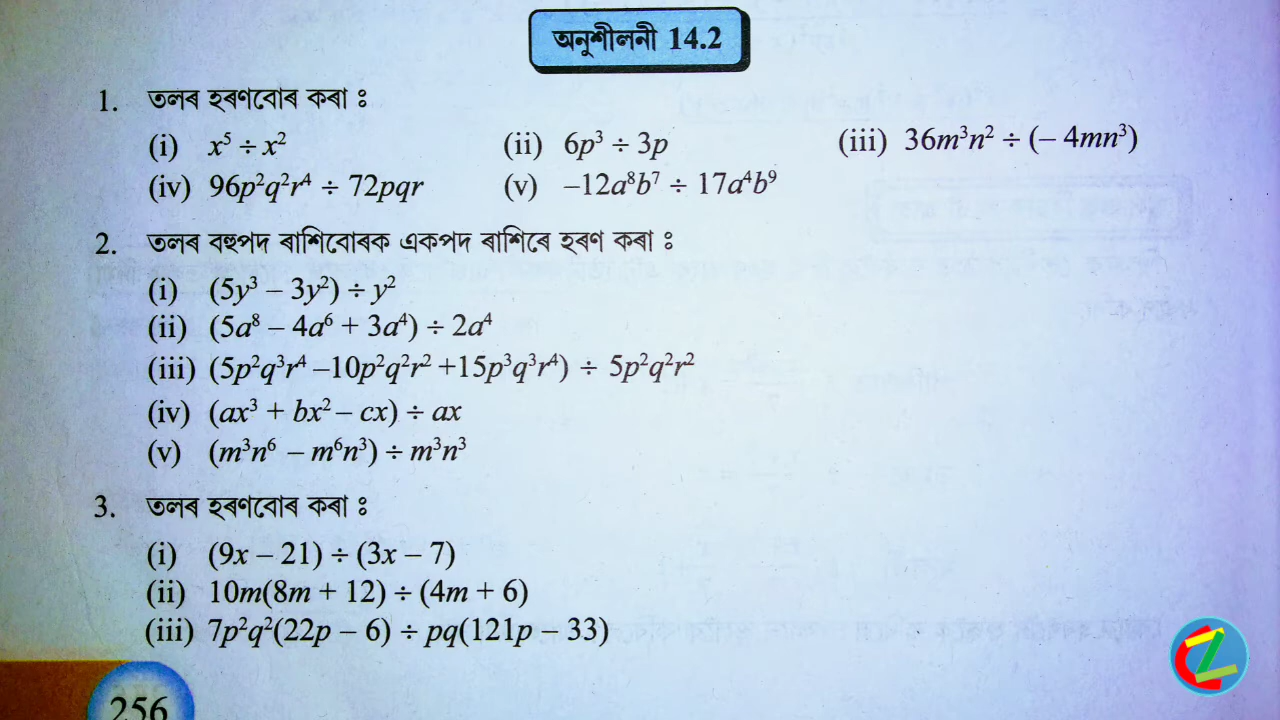 অনুশীলনী 14.2
1. তলৰ হৰণবোৰ কৰা ঃ
(i) x⁵ ÷ x² (ii) 6p³ ÷ 3p (iii) 36m³n² ÷ (– 4mn³)
(iv) 96p²q²r⁴ ÷ 72pqr (v) –12a⁸b⁷ ÷ 17a⁴b⁹
2. তলৰ বহুপদ ৰাশিবোৰক একপদ ৰাশিৰে হৰণ কৰা ঃ
(i) (5y³ – 3y²) ÷ y²
(ii) (5a⁸ – 4a⁶ + 3a⁴) ÷ 2a⁴
(iii) (5p²q³r⁴ –10p²q²r² +15p³q³r⁴) ÷ 5p²q²r²
(iv) (ax³ + bx² – cx) ÷ ax
(v) (m³n⁶ – m⁶n³) ÷ m³n³
3. তলৰ হৰণবোৰ কৰা ঃ
(i) (9x – 21) ÷ (3x – 7)
(ii) 10m(8m + 12) ÷ (4m + 6)
(iii) 7p²q²(22p – 6) ÷ pq(121p – 33)
256